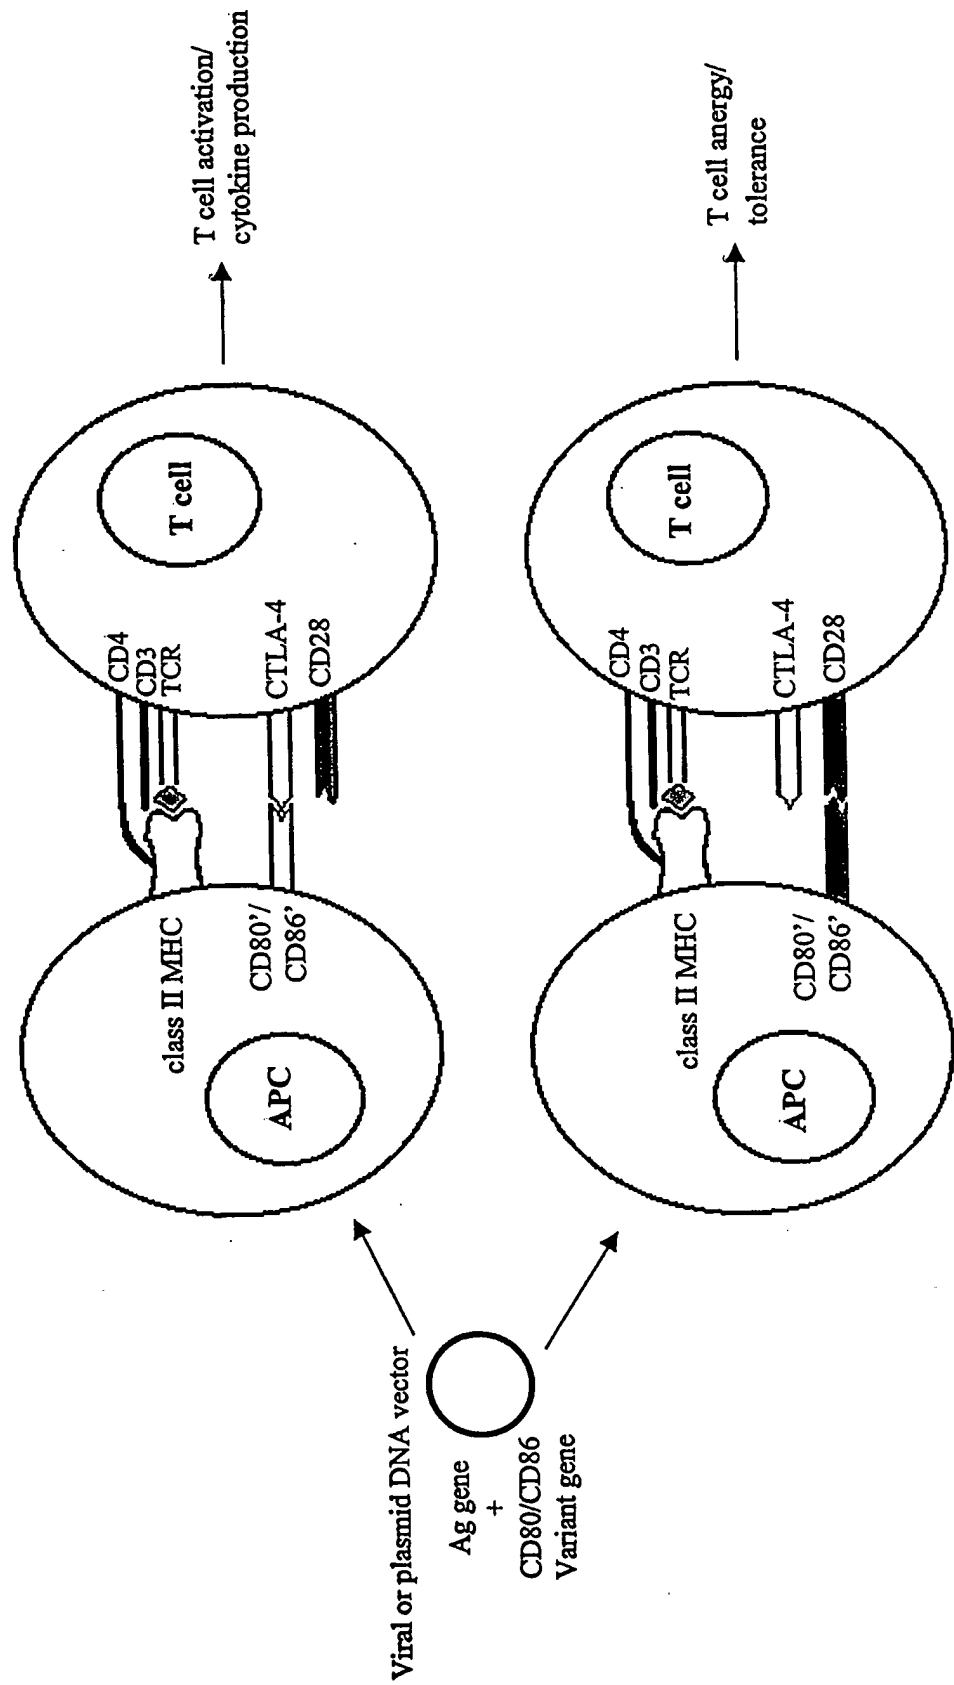 Viral or plasmid DNA vector
Ag gene
+
CD80/CD86
Variant gene
APC
class II MHC
CD80'/
CD86'
CD4
CD3
TCR
CTLA-4
CD28
T cell
T cell activation/
cytokine production
APC
class II MHC
CD80'/
CD86'
CD4
CD3
TCR
CTLA-4
CD28
T cell
T cell anergy/
tolerance